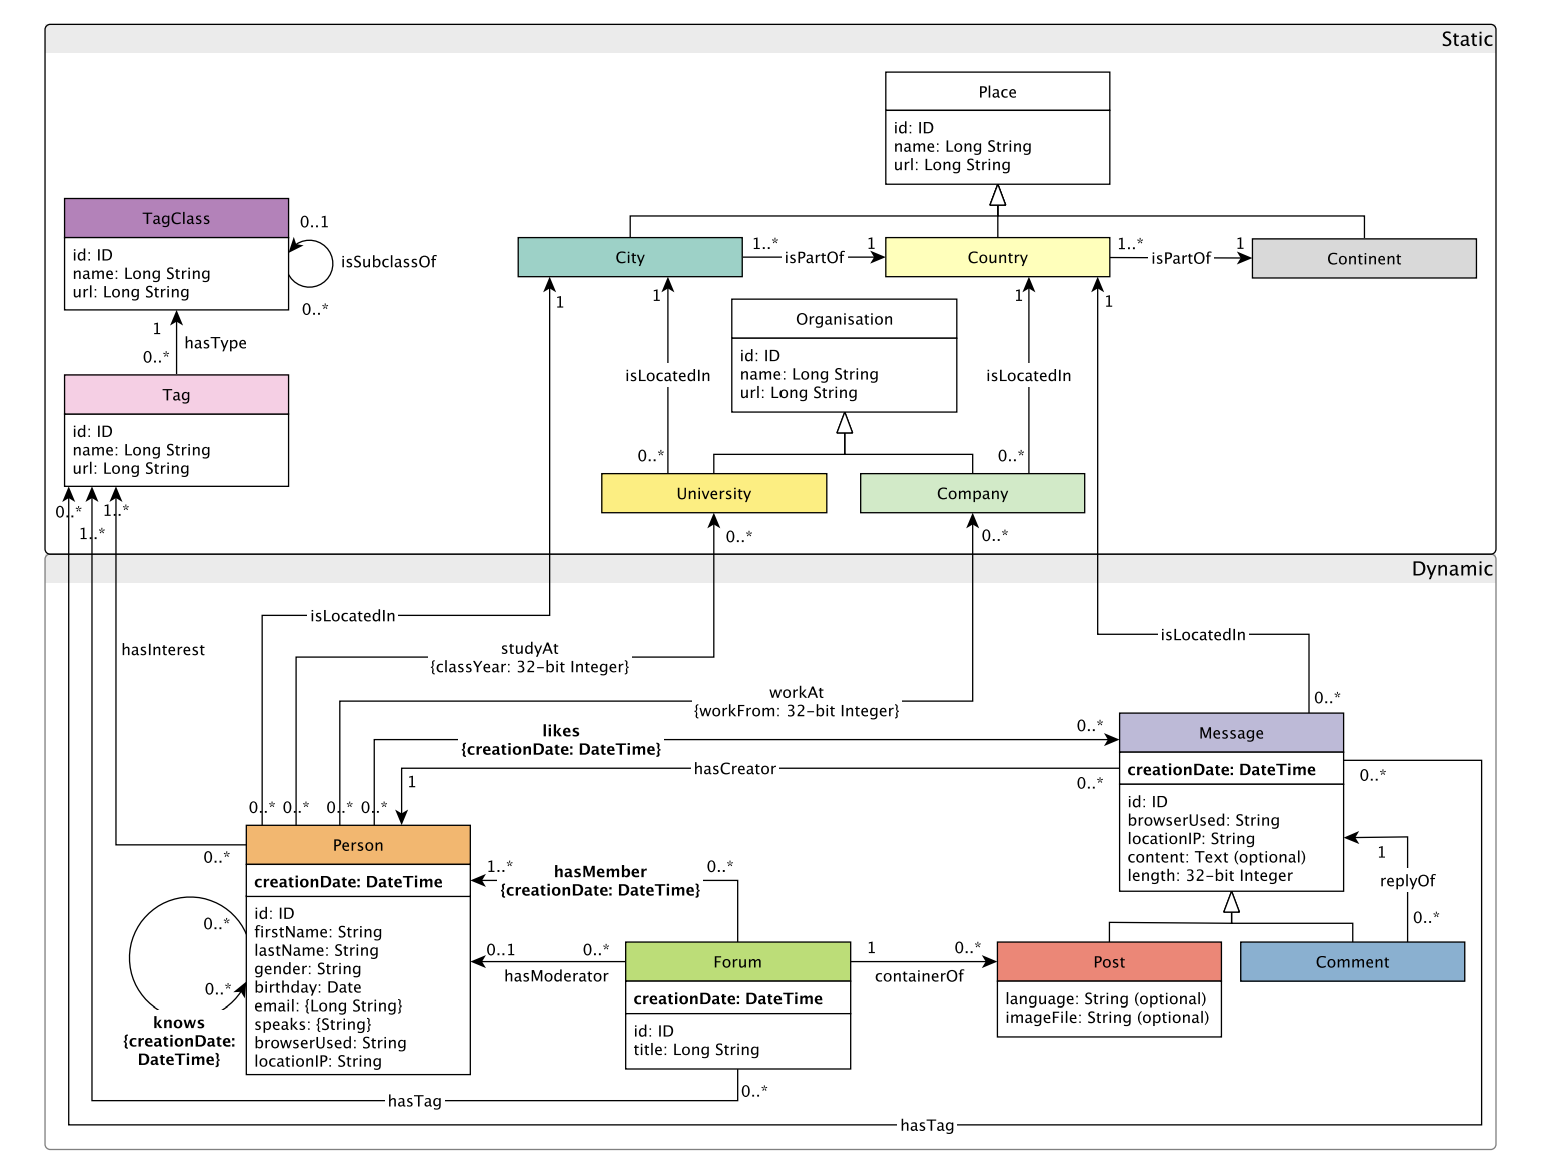 Static
Place
id: ID
name: Long String
url: Long String
TagClass
id: ID
name: Long String
url: Long String
0..1
isSubclassOf
0..*
City
1..*
isPartOf
1
Country
1..*
isPartOf
1
Continent
1
1
1
1
Organisation
id: ID
name: Long String
url: Long String
1
hasType
0..*
isLocatedIn
isLocatedIn
Tag
id: ID
name: Long String
url: Long String
0..*
0..*
University
Company
0..*
1..*
1..*
0..*
0..*
Dynamic
isLocatedIn
hasInterest
studyAt
{classYear: 32-bit Integer}
isLocatedIn
workAt
{workFrom: 32-bit Integer}
0..*
likes
{creationDate: DateTime}
0..*
Message
creationDate: DateTime
id: ID
browserUsed: String
locationIP: String
content: Text (optional)
length: 32-bit Integer
hasCreator
1
0..*
0..*
0..*
0..*
0..*
0..*
Person
creationDate: DateTime
id: ID
firstName: String
lastName: String
gender: String
birthday: Date
email: {Long String}
speaks: {String}
browserUsed: String
locationIP: String
0..*
0..*
0..*
knows
{creationDate:
DateTime}
1..*
hasMember
{creationDate: DateTime}
0..*
1
replyOf
0..*
0..1
hasModerator
0..*
Forum
creationDate: DateTime
id: ID
title: Long String
1
containerOf
0..*
Post
language: String (optional)
imageFile: String (optional)
Comment
0..*
hasTag
hasTag